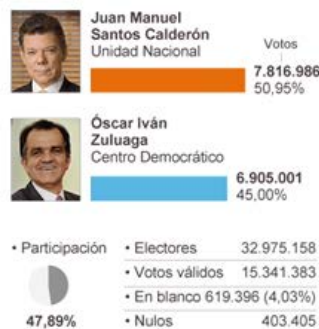 Juan Manuel
Santos Calderón
Unidad Nacional
Votos
7.816.986
50,95%
Óscar Iván
Zuluaga
Centro Democrático
6.905.001
45,00%
• Participación
47,89%
• Electores 32.975.158
• Votos válidos 15.341.383
• En blanco 619.396 (4,03%)
• Nulos 403.405